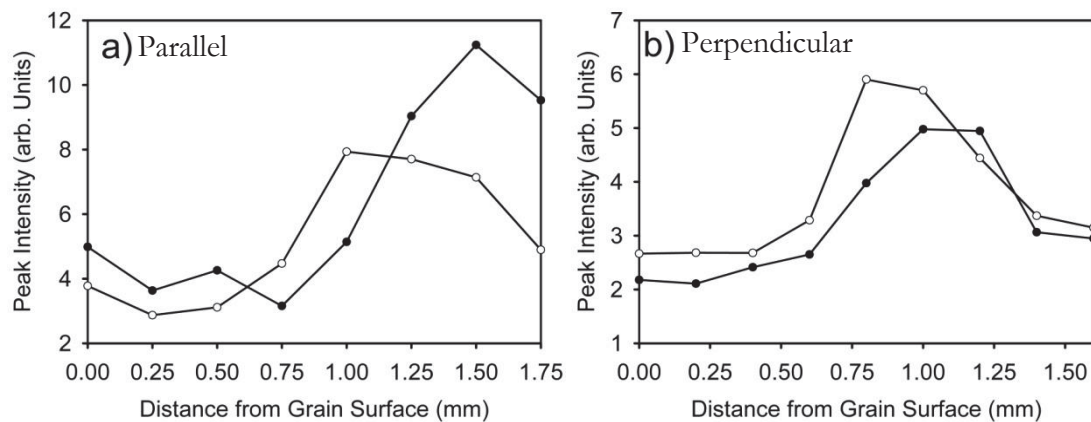 a) Parallel
Peak Intensity (arb. Units)
12
10
8
6
4
2
0.00 0.25 0.50 0.75 1.00 1.25 1.50 1.75
Distance from Grain Surface (mm)
b) Perpendicular
Peak Intensity (arb. Units)
7
6
5
4
3
2
1
0.00 0.25 0.50 0.75 1.00 1.25 1.50
Distance from Grain Surface (mm)